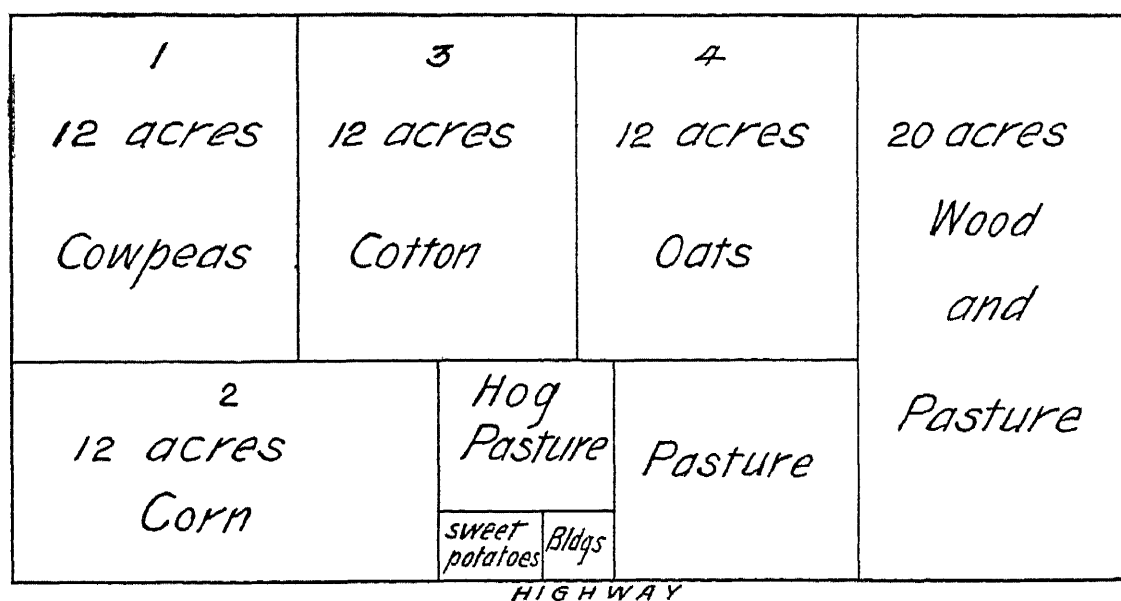 1
12 acres
Cowpeas
3
12 acres
Cotton
4
12 acres
Oats
20 acres
Wood
and
Pasture
2
12 acres
Corn
Hog
Pasture
sweet
potatoes
Bldgs
Pasture
HIGHWAY